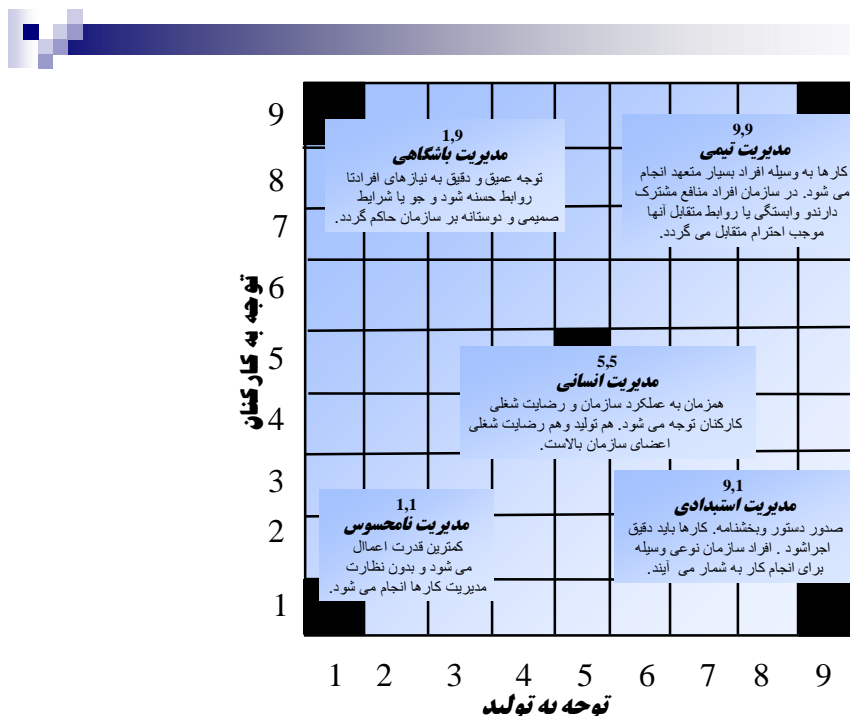 9
8
7
6
5
4
3
2
1
توجه به کارکنان
1,9
مدیریت باشگاهی
توجه عمیق و دقیق به نیازهای افرادتا
روابط حسنه شود و جو یا شرایط
صمیمی و دوستانه بر سازمان حاکم گردد.
9,9
مدیریت تیمی
کارها به وسیله افراد بسیار متعهد انجام
می شود. در سازمان افراد منافع مشترک
دارندو وابستگی یا روابط متقابل آنها
موجب احترام متقابل می گردد.
5,5
مدیریت انسانی
همزمان به عملکرد سازمان و رضایت شغلی
کارکنان توجه می شود. هم تولید وهم رضایت شغلی
اعضای سازمان بالاست.
1,1
مدیریت نامحسوس
کمترین قدرت اعمال
می شود و بدون نظارت
مدیریت کارها انجام می شود.
9,1
مدیریت استبدادی
صدور دستور وبخشنامه. کارها باید دقیق
اجراشود . افراد سازمان نوعی وسیله
برای انجام کار به شمار می آیند.
1 2 3 4 5 6 7 8 9
توجه به تولید